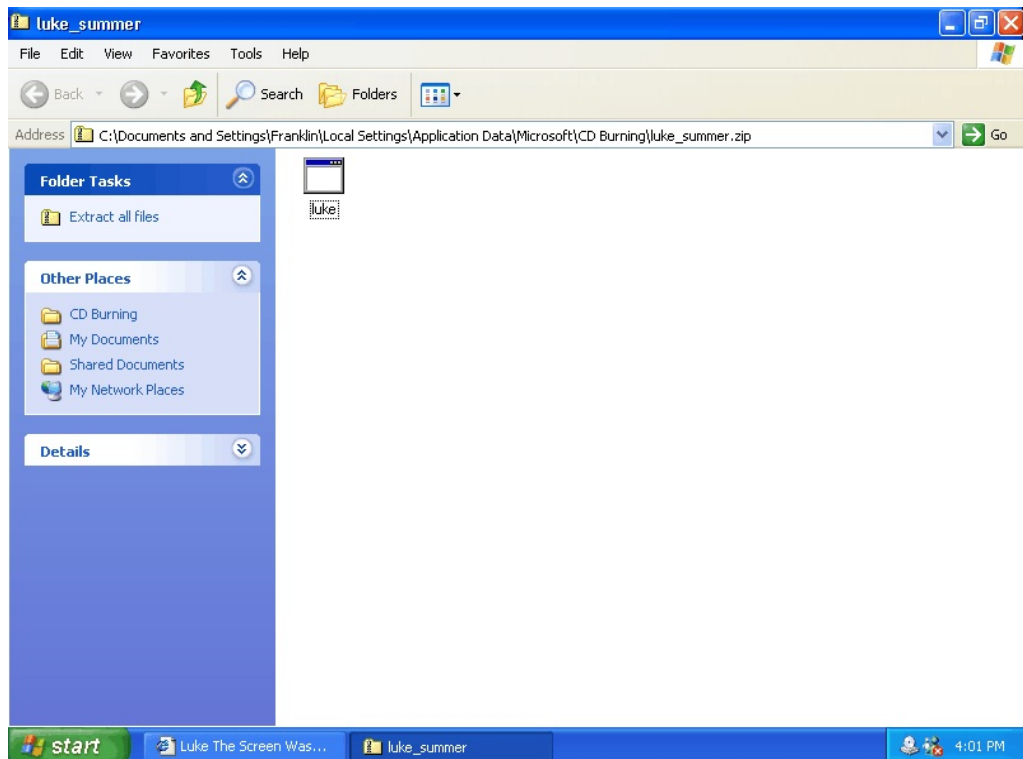 luke_summer
File Edit View Favorites Tools Help
Back Search Folders
Address C:\Documents and Settings\Franklin\Local Settings\Application Data\Microsoft\CD Burning\luke_summer.zip Go
Folder Tasks
Extract all files
luke
Other Places
CD Burning
My Documents
Shared Documents
My Network Places
Details
start Luke The Screen Was... luke_summer 4:01 PM